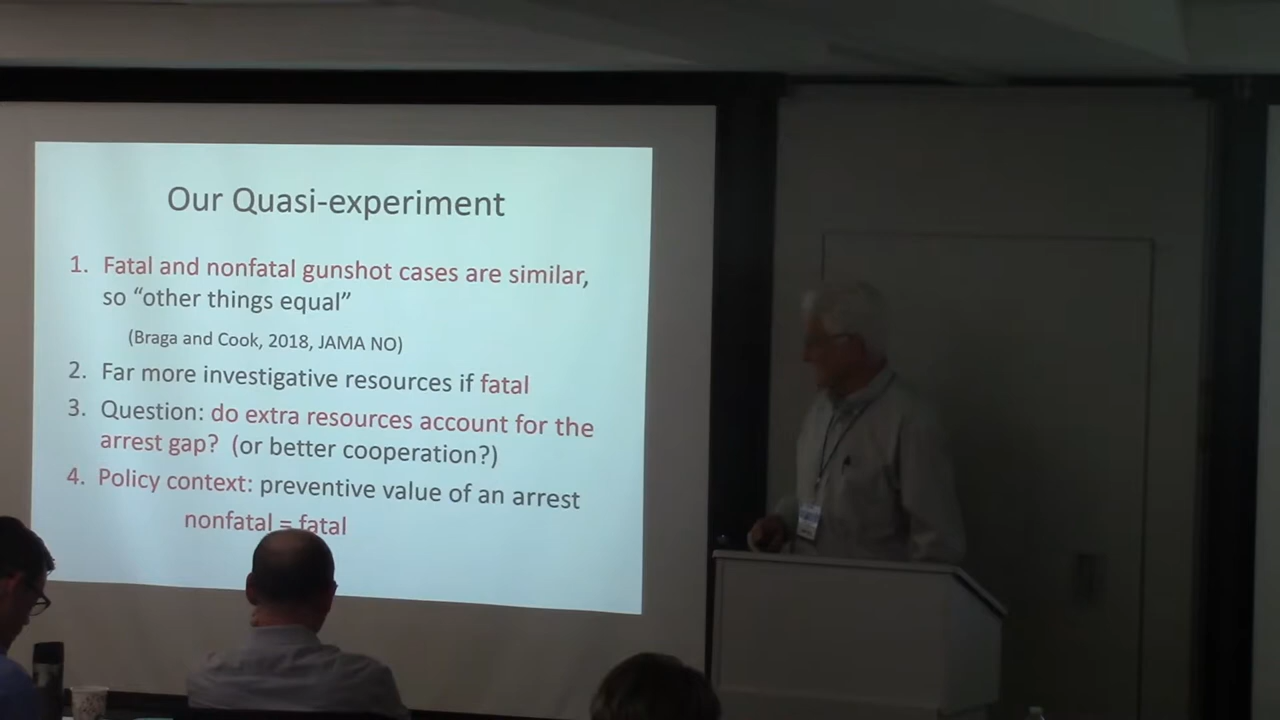 Our Quasi-experiment
1. Fatal and nonfatal gunshot cases are similar,
so “other things equal”
(Braga and Cook, 2018, JAMA NO)
2. Far more investigative resources if fatal
3. Question: do extra resources account for the
arrest gap? (or better cooperation?)
4. Policy context: preventive value of an arrest
nonfatal = fatal